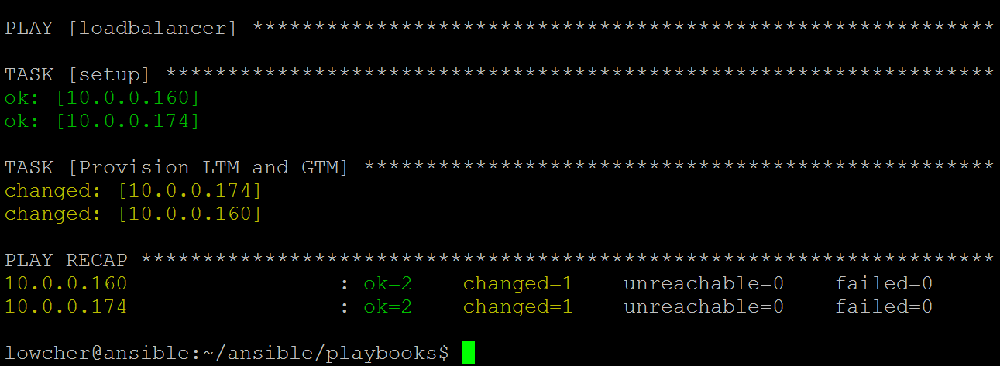 PLAY [loadbalancer] *************************************************************
TASK [setup] ********************************************************************
ok: [10.0.0.160]
ok: [10.0.0.174]
TASK [Provision LTM and GTM] ****************************************************
changed: [10.0.0.174]
changed: [10.0.0.160]
PLAY RECAP **********************************************************************
10.0.0.160 : ok=2 changed=1 unreachable=0 failed=0
10.0.0.174 : ok=2 changed=1 unreachable=0 failed=0
lowcher@ansible:~/ansible/playbooks$